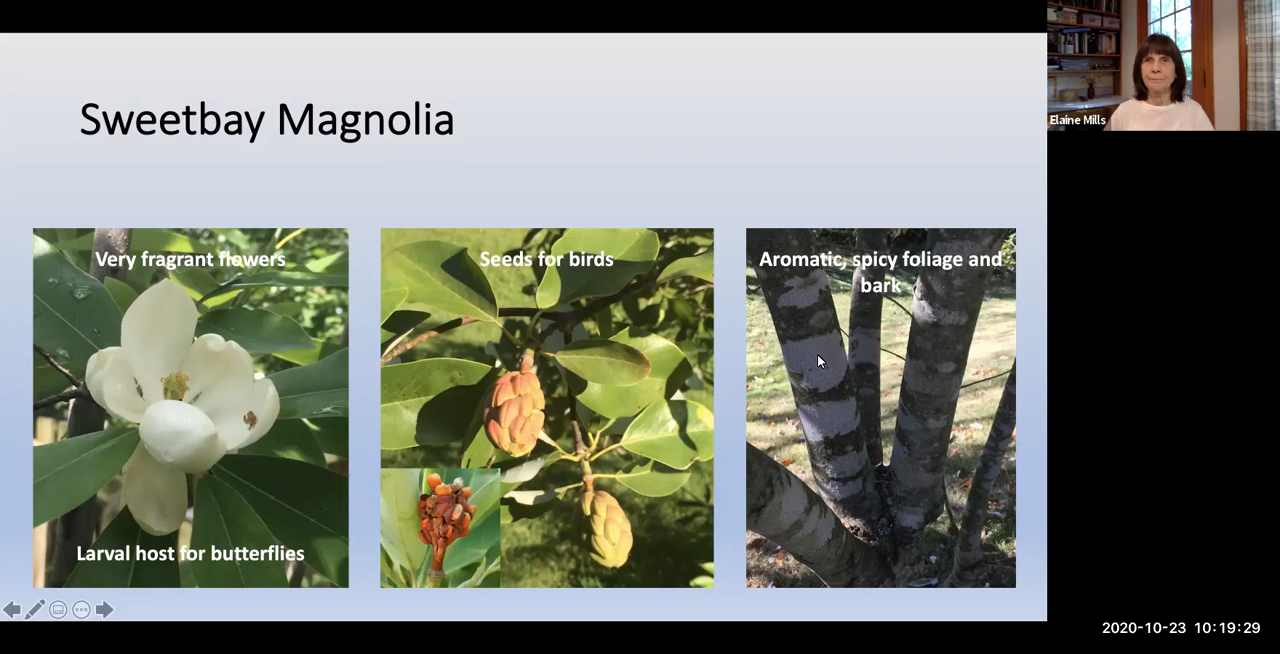 Sweetbay Magnolia
Very fragrant flowers
Larval host for butterflies
Seeds for birds
Aromatic, spicy foliage and
bark
Elaine Mills
2020-10-23 10:19:29